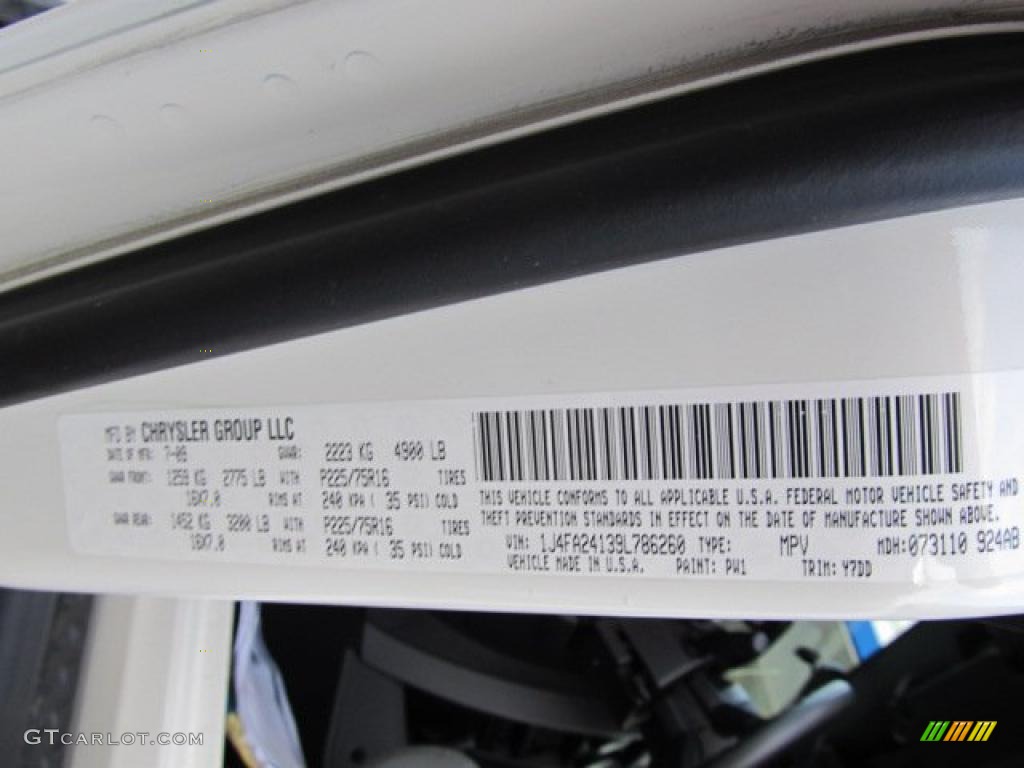 MFD BY CHRYSLER GROUP LLC
DATE OF MFR: 7-09 GVWR: 2223 KG 4900 LB
GAWR FRONT: 1259 KG 2775 LB WITH P225/75R16 TIRES
16X7.0 RIMS AT 240 KPA ( 35 PSI) COLD
GAWR REAR: 1452 KG 3200 LB WITH P225/75R16 TIRES
16X7.0 RIMS AT 240 KPA ( 35 PSI) COLD
THIS VEHICLE CONFORMS TO ALL APPLICABLE U.S.A. FEDERAL MOTOR VEHICLE SAFETY AND
THEFT PREVENTION STANDARDS IN EFFECT ON THE DATE OF MANUFACTURE SHOWN ABOVE.
VIN: 1J4FA24139L786260 TYPE: MPV MDH: 073110 924AB
VEHICLE MADE IN U.S.A. PAINT: PW1 TRIM: Y7DD
GTCARLOT.COM